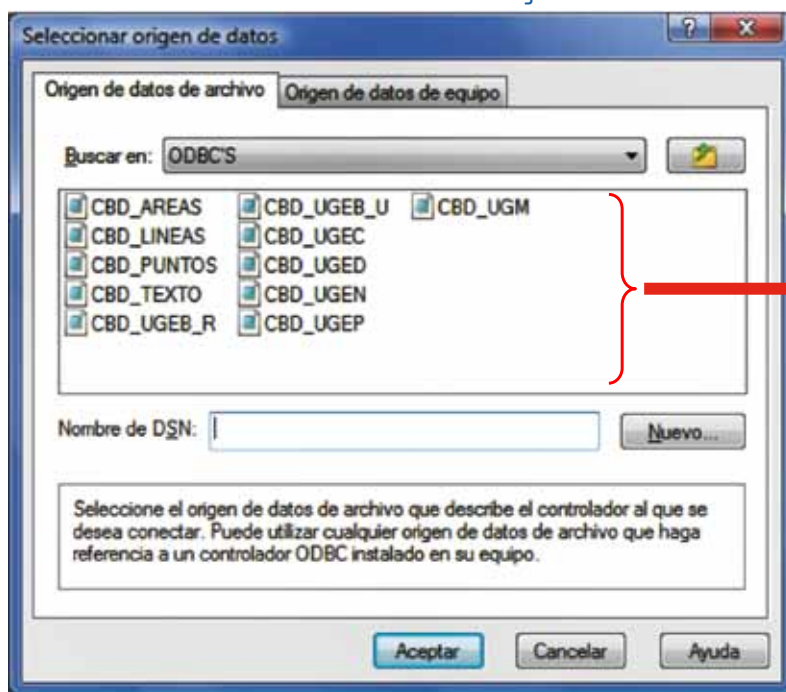 Seleccionar origen de datos
Origen de datos de archivo Origen de datos de equipo
Buscar en: ODBC'S
CBD_AREAS CBD_UGEB_U CBD_UGM
CBD_LINEAS CBD_UGEC
CBD_PUNTOS CBD_UGED
CBD_TEXTO CBD_UGEN
CBD_UGEB_R CBD_UGEP
Nombre de DSN: Nuevo...
Seleccione el origen de datos de archivo que describe el controlador al que se
desea conectar. Puede utilizar cualquier origen de datos de archivo que haga
referencia a un controlador ODBC instalado en su equipo.
Aceptar Cancelar Ayuda